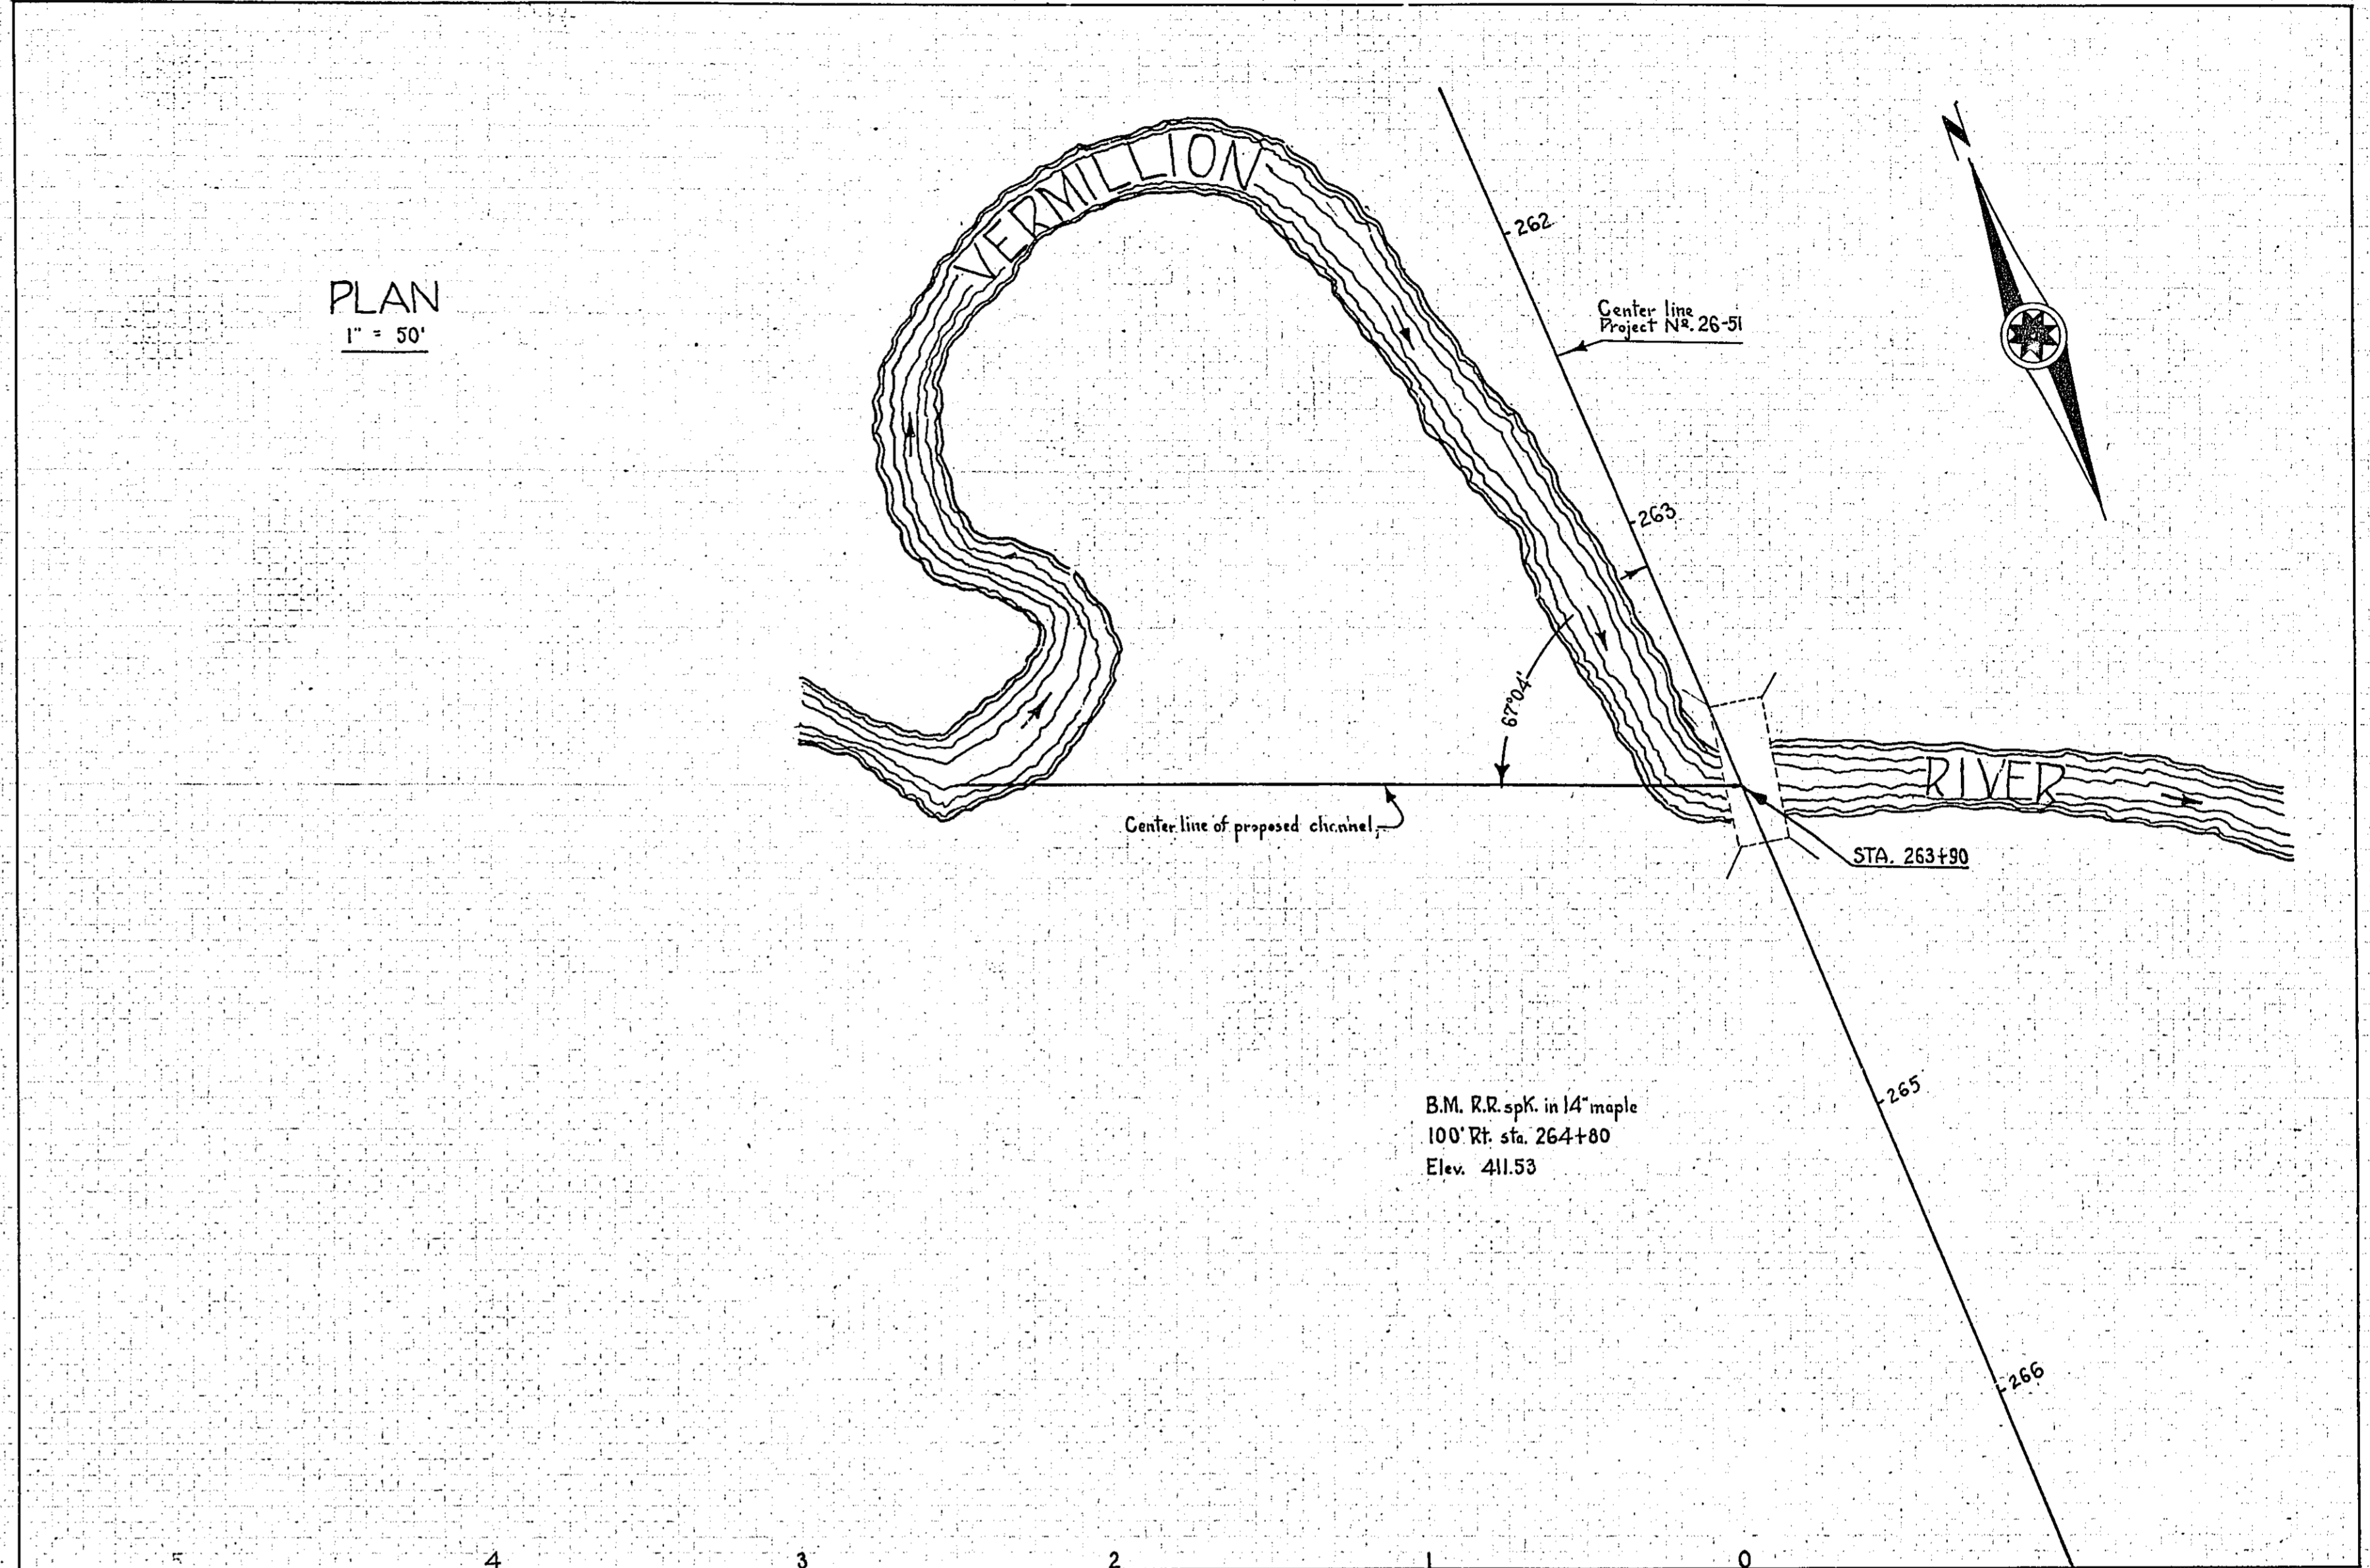 N
VERMILLION
262
PLAN
1" = 50'
Center line
Project Nº. 26-51
263
67°04'
RIVER
Center line of proposed channel
STA. 263+90
265
B.M. R.R. spk. in 14" maple
100' Rt. sta. 264+80
Elev. 411.53
266
5 4 3 2 1 0